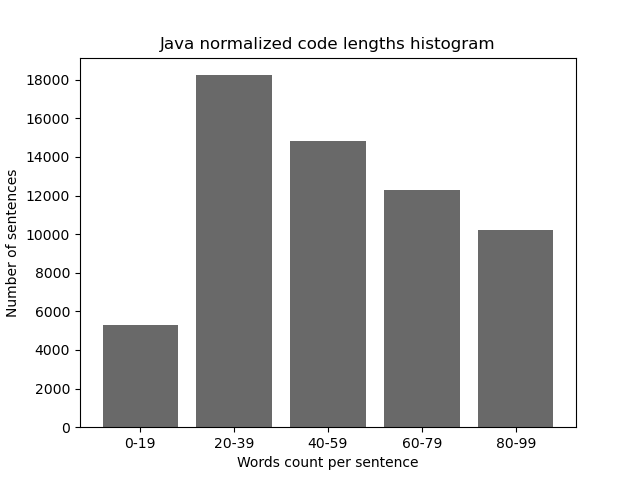 Java normalized code lengths histogram
18000
16000
14000
12000
10000
8000
6000
4000
2000
0
Number of sentences
0-19 20-39 40-59 60-79 80-99
Words count per sentence